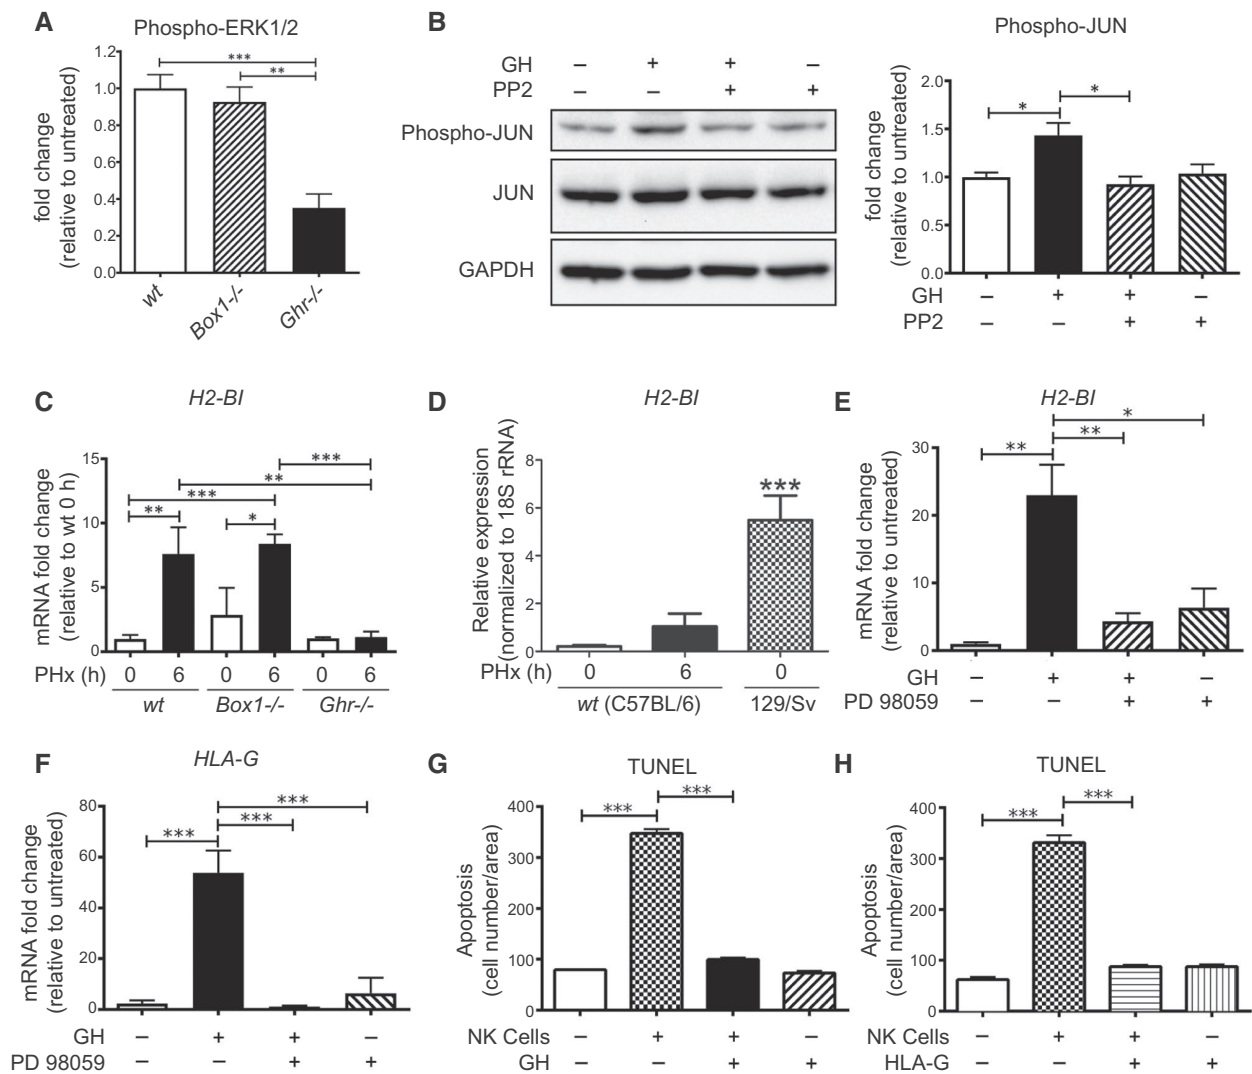 A
Phospho-ERK1/2
fold change
(relative to untreated)
1.2
1.0
0.8
0.6
0.4
0.2
0.0
***
**
wt
Box1-/-
Ghr-/-
B
GH – + + –
PP2 – – + +
Phospho-JUN
JUN
GAPDH
Phospho-JUN
fold change
(relative to untreated)
2.0
1.5
1.0
0.5
0.0
*
*
GH – + + –
PP2 – – + +
C
H2-BI
mRNA fold change
(relative to wt 0 h)
15
10
5
0
***
**
***
**
*
PHx (h) 0 6 0 6 0 6
wt Box1-/- Ghr-/-
D
H2-BI
Relative expression
(normalized to 18S rRNA)
8
6
4
2
0
***
PHx (h) 0 6 0
wt (C57BL/6) 129/Sv
E
H2-BI
mRNA fold change
(relative to untreated)
30
20
10
0
*
**
**
GH – + + –
PD 98059 – – + +
F
HLA-G
mRNA fold change
(relative to untreated)
80
60
40
20
0
***
***
***
GH – + + –
PD 98059 – – + +
G
TUNEL
Apoptosis
(cell number/area)
400
300
200
100
0
***
***
NK Cells – + + –
GH – – + +
H
TUNEL
Apoptosis
(cell number/area)
400
300
200
100
0
***
***
NK Cells – + + –
HLA-G – – + +